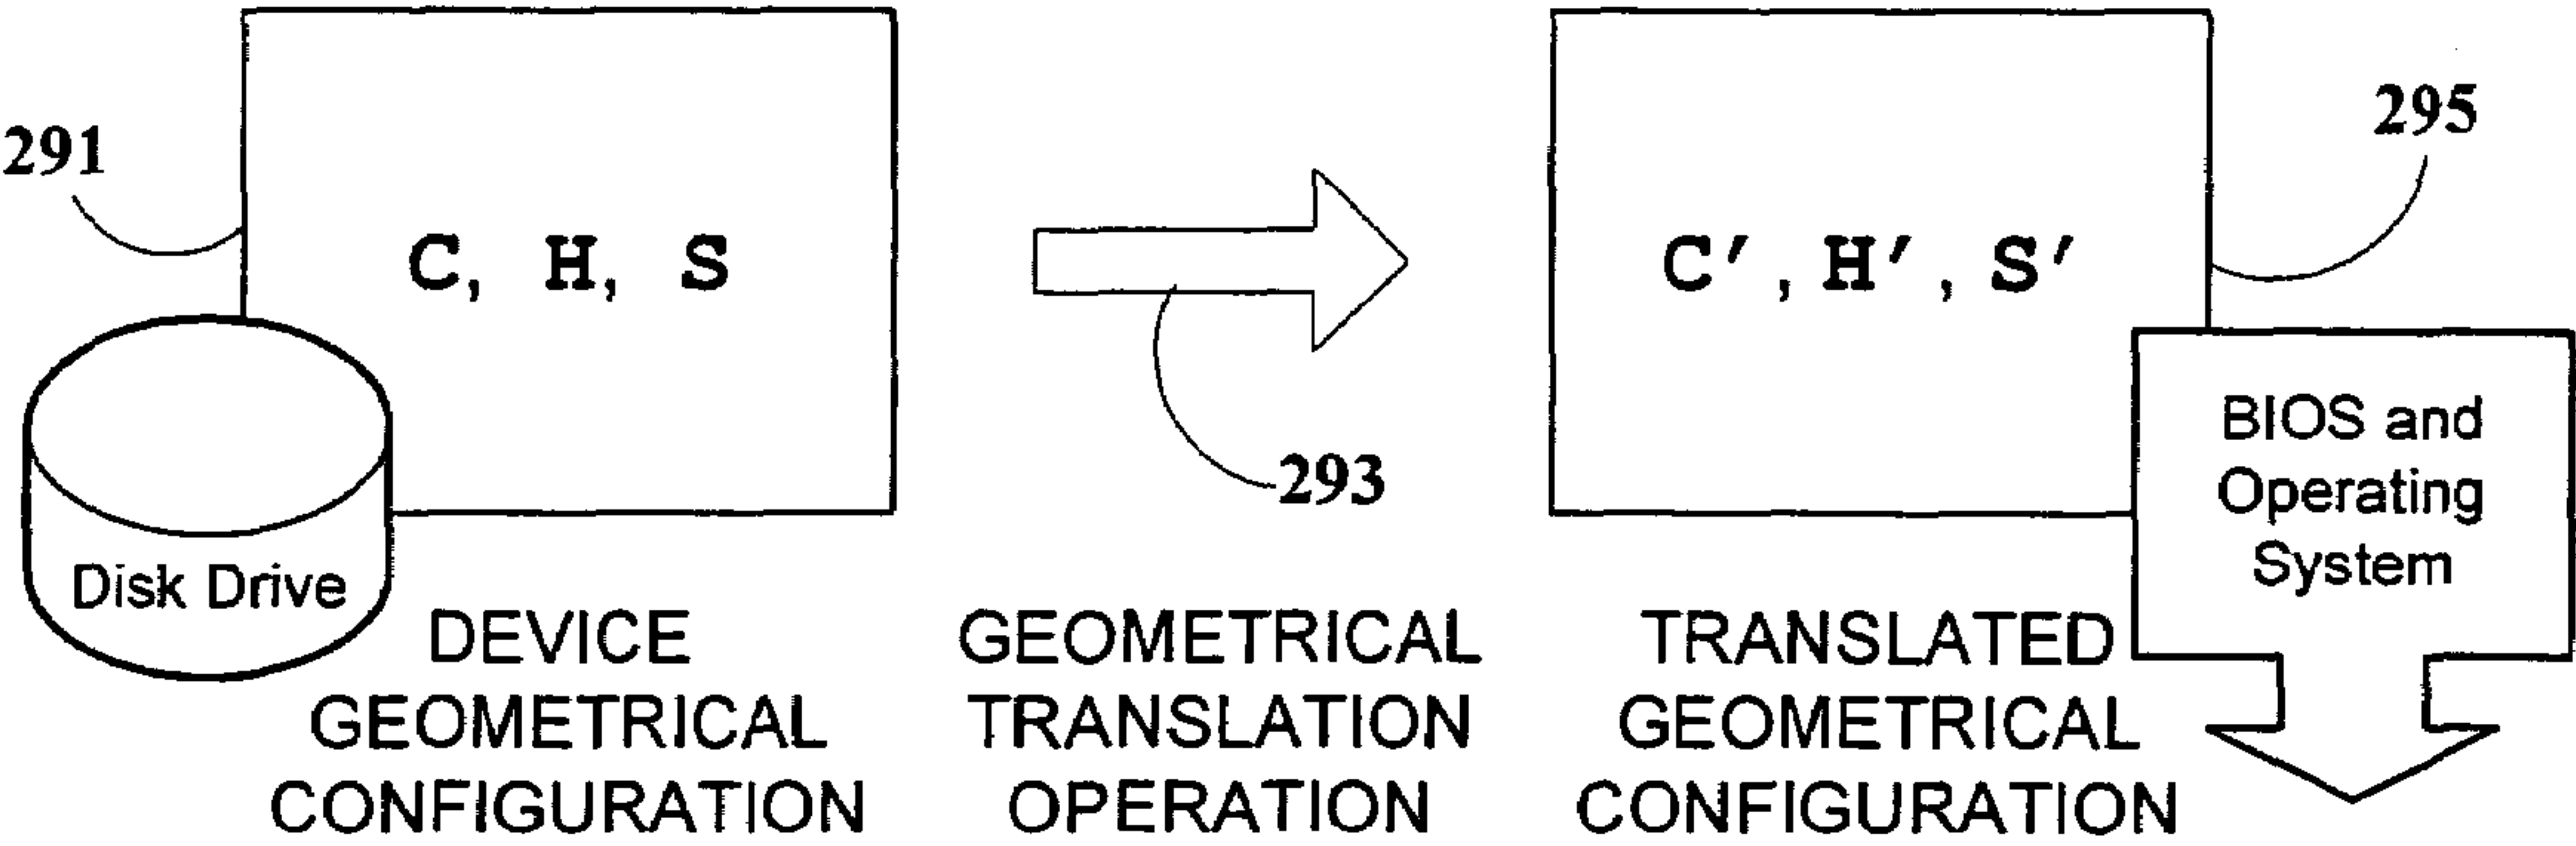 291
C, H, S
Disk Drive
DEVICE
GEOMETRICAL
CONFIGURATION
293
GEOMETRICAL
TRANSLATION
OPERATION
295
C', H', S'
BIOS and
Operating
System
TRANSLATED
GEOMETRICAL
CONFIGURATION